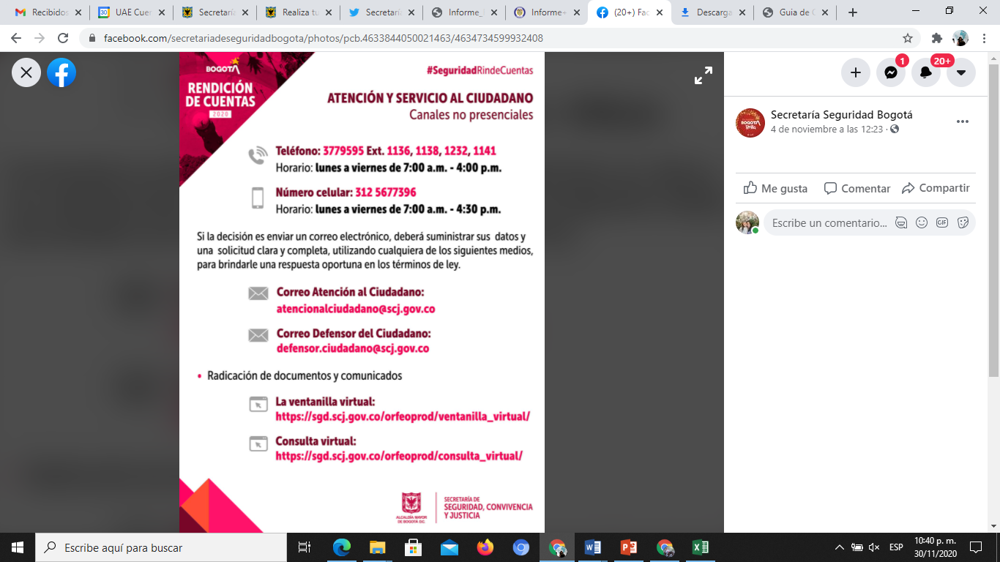 Recibidos
UAE Cuer
Secretaría
Realiza tu
Secretaría
Informe_
Informe+
(20+) Fac
Descarga
Guia de C
facebook.com/secretariadeseguridadbogota/photos/pcb.4633844050021463/4634734599932408
BOGOTÁ
RENDICIÓN
DE CUENTAS
2020
#SeguridadRindeCuentas
ATENCIÓN Y SERVICIO AL CIUDADANO
Canales no presenciales
Teléfono: 3779595 Ext. 1136, 1138, 1232, 1141
Horario: lunes a viernes de 7:00 a.m. - 4:00 p.m.
Número celular: 312 5677396
Horario: lunes a viernes de 7:00 a.m. - 4:30 p.m.
Si la decisión es enviar un correo electrónico, deberá suministrar sus datos y
una solicitud clara y completa, utilizando cualquiera de los siguientes medios,
para brindarle una respuesta oportuna en los términos de ley.
Correo Atención al Ciudadano:
atencionalciudadano@scj.gov.co
Correo Defensor del Ciudadano:
defensor.ciudadano@scj.gov.co
• Radicación de documentos y comunicados
La ventanilla virtual:
https://sgd.scj.gov.co/orfeoprod/ventanilla_virtual/
Consulta virtual:
https://sgd.scj.gov.co/orfeoprod/consulta_virtual/
ALCALDÍA MAYOR
DE BOGOTÁ D.C.
SECRETARÍA DE
SEGURIDAD, CONVIVENCIA
Y JUSTICIA
1
20+
Secretaría Seguridad Bogotá
4 de noviembre a las 12:23 ·
Me gusta
Comentar
Compartir
Escribe un comentario...
GIF
Escribe aquí para buscar
ESP
10:40 p. m.
30/11/2020